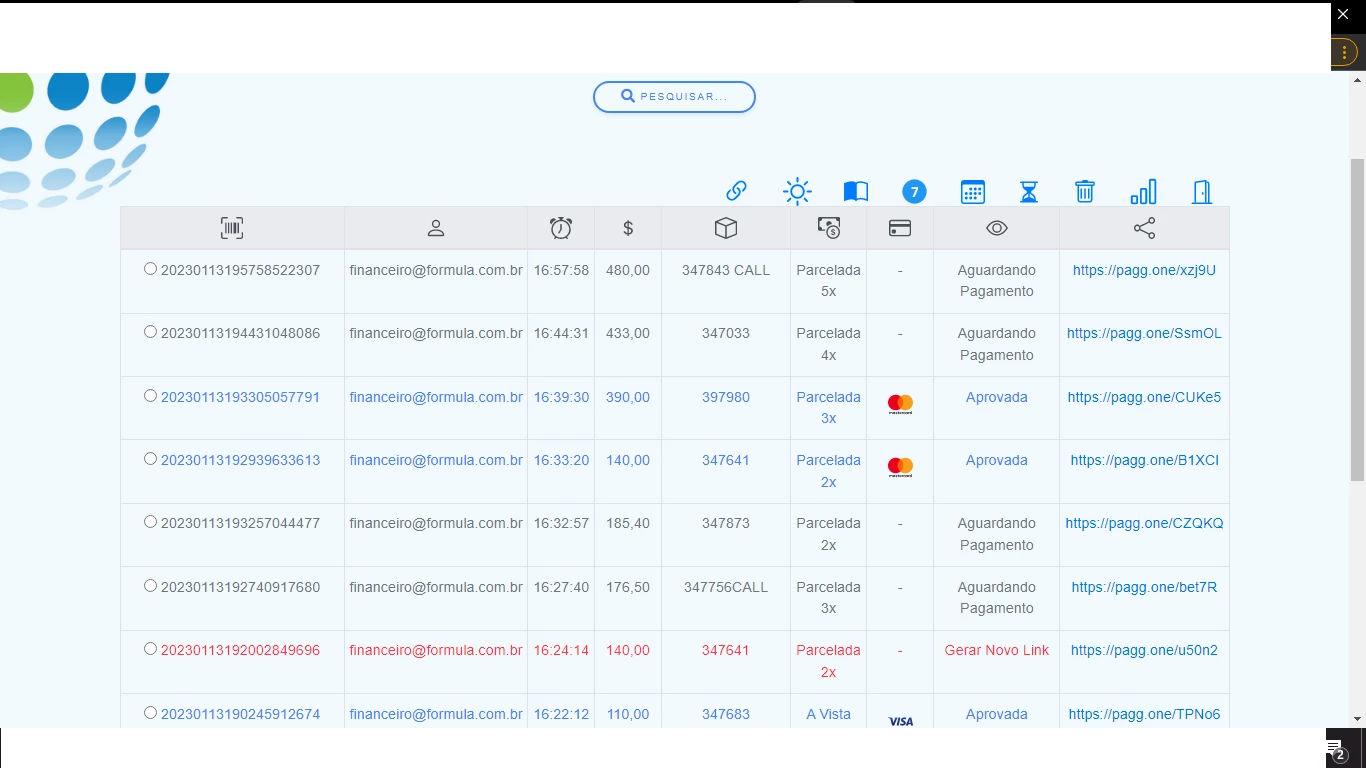 PESQUISAR...
7
$
20230113195758522307 financeiro@formula.com.br 16:57:58 480,00 347843 CALL Parcelada - Aguardando https://pagg.one/xzj9U
5x Pagamento
20230113194431048086 financeiro@formula.com.br 16:44:31 433,00 347033 Parcelada - Aguardando https://pagg.one/SsmOL
4x Pagamento
20230113193305057791 financeiro@formula.com.br 16:39:30 390,00 397980 Parcelada mastercard Aprovada https://pagg.one/CUKe5
3x
20230113192939633613 financeiro@formula.com.br 16:33:20 140,00 347641 Parcelada mastercard Aprovada https://pagg.one/B1XCI
2x
20230113193257044477 financeiro@formula.com.br 16:32:57 185,40 347873 Parcelada - Aguardando https://pagg.one/CZQKQ
2x Pagamento
20230113192740917680 financeiro@formula.com.br 16:27:40 176,50 347756CALL Parcelada - Aguardando https://pagg.one/bet7R
3x Pagamento
20230113192002849696 financeiro@formula.com.br 16:24:14 140,00 347641 Parcelada - Gerar Novo Link https://pagg.one/u50n2
2x
20230113190245912674 financeiro@formula.com.br 16:22:12 110,00 347683 A Vista VISA Aprovada https://pagg.one/TPNo6
2